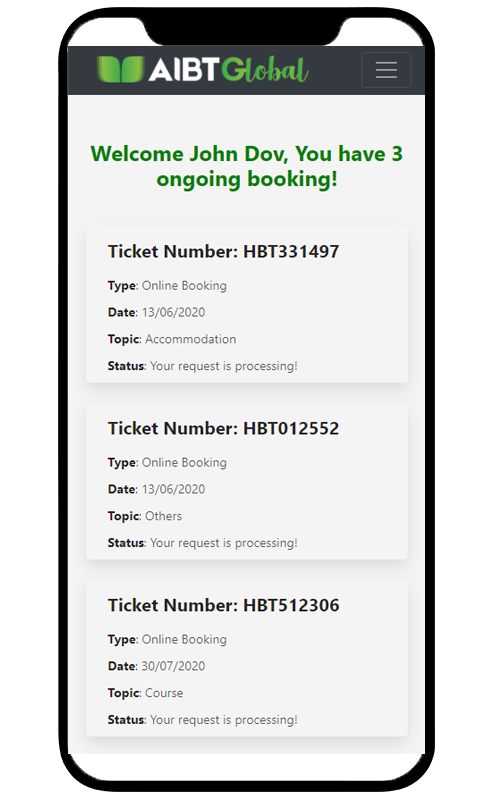 AIBT Global
Welcome John Dov, You have 3
ongoing booking!
Ticket Number: HBT331497
Type: Online Booking
Date: 13/06/2020
Topic: Accommodation
Status: Your request is processing!
Ticket Number: HBT012552
Type: Online Booking
Date: 13/06/2020
Topic: Others
Status: Your request is processing!
Ticket Number: HBT512306
Type: Online Booking
Date: 30/07/2020
Topic: Course
Status: Your request is processing!